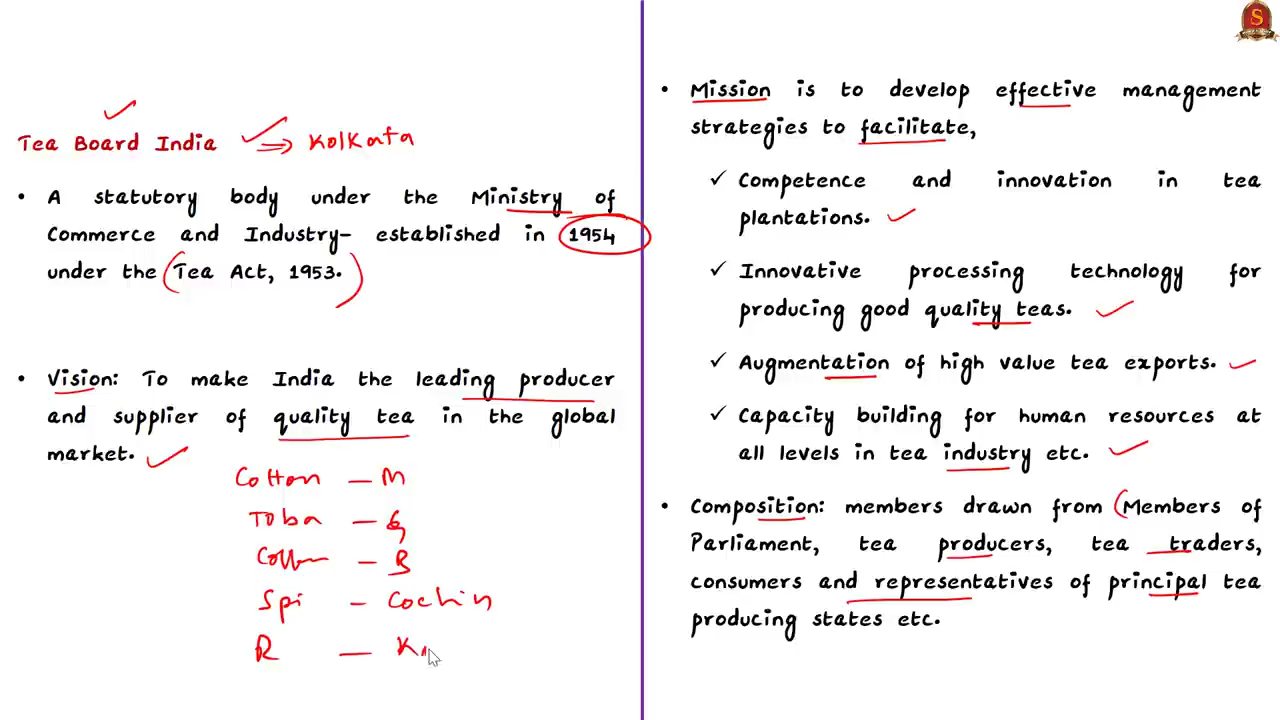 Tea Board India ⇒ Kolkata
• A statutory body under the Ministry of
Commerce and Industry- established in 1954
under the (Tea Act, 1953.)
• Vision: To make India the leading producer
and supplier of quality tea in the global
market.
Cotton – M
Toba – G
Coffee – B
Spi – Cochin
R – K
S
• Mission is to develop effective management
strategies to facilitate,
✓ Competence and innovation in tea
plantations.
✓ Innovative processing technology for
producing good quality teas.
✓ Augmentation of high value tea exports.
✓ Capacity building for human resources at
all levels in tea industry etc.
• Composition: members drawn from (Members of
Parliament, tea producers, tea traders,
consumers and representatives of principal tea
producing states etc.